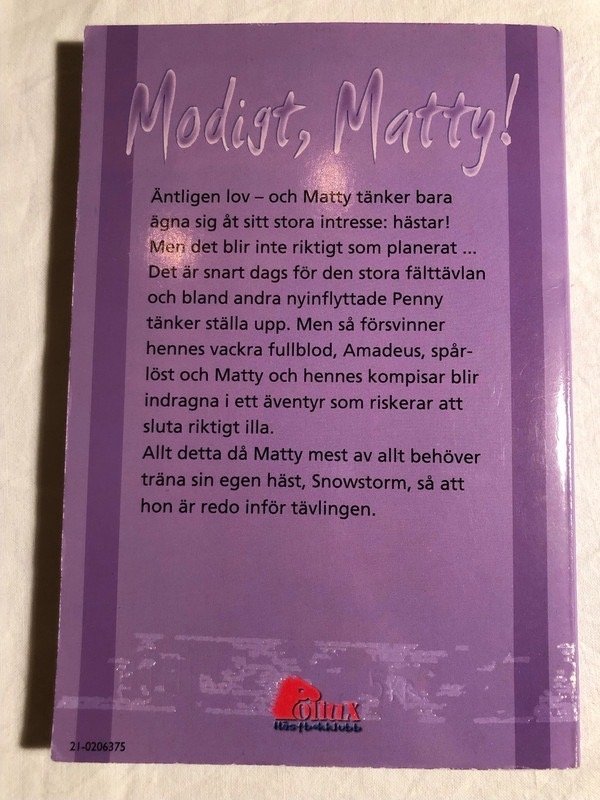 Modigt, Matty!
Äntligen lov – och Matty tänker bara
ägna sig åt sitt stora intresse: hästar!
Men det blir inte riktigt som planerat ...
Det är snart dags för den stora fälttävlan
och bland andra nyinflyttade Penny
tänker ställa upp. Men så försvinner
hennes vackra fullblod, Amadeus, spår-
löst och Matty och hennes kompisar blir
indragna i ett äventyr som riskerar att
sluta riktigt illa.
Allt detta då Matty mest av allt behöver
träna sin egen häst, Snowstorm, så att
hon är redo inför tävlingen.
Pollux
Hästbokklubb
21-0206375